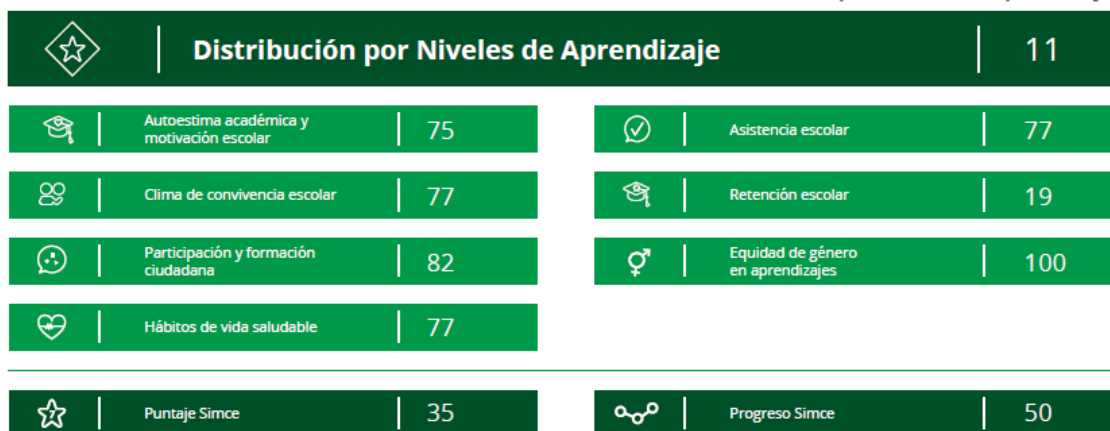 Distribución por Niveles de Aprendizaje
11
Autoestima académica y
motivación escolar
75
Asistencia escolar
77
Clima de convivencia escolar
77
Retención escolar
19
Participación y formación
ciudadana
82
Equidad de género
en aprendizajes
100
Hábitos de vida saludable
77
7
Puntaje Simce
35
Progreso Simce
50